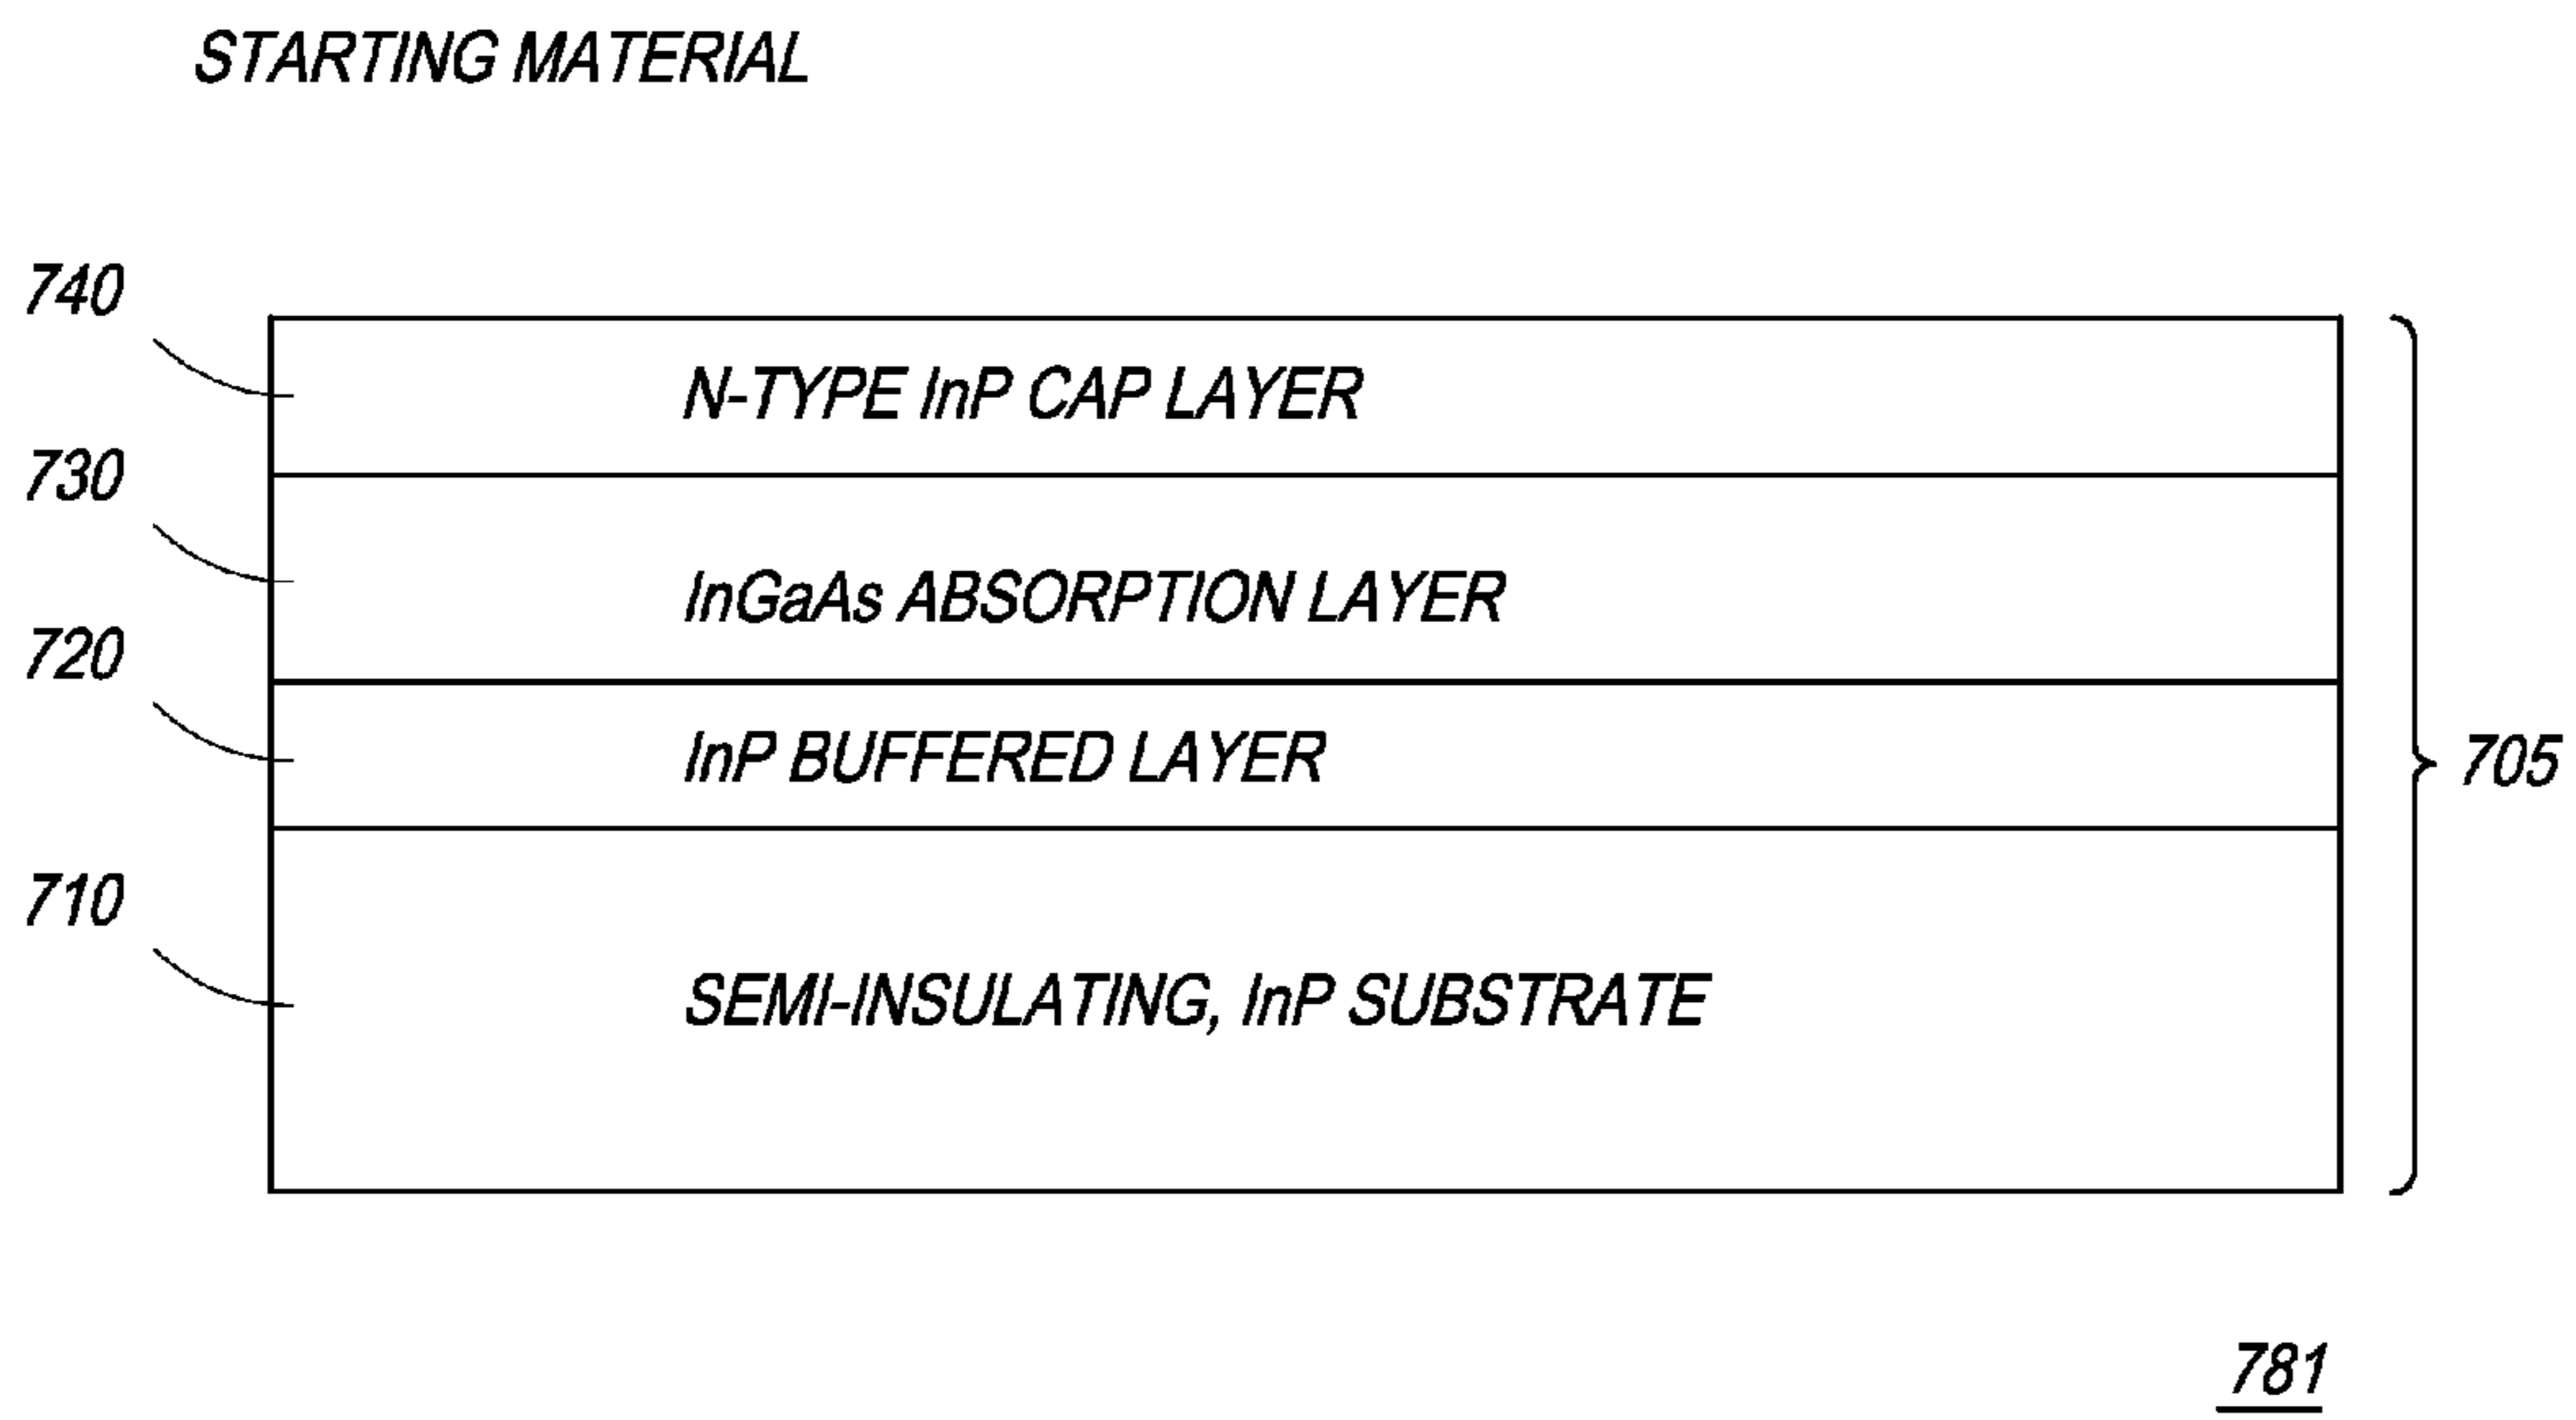 STARTING MATERIAL
740
N-TYPE InP CAP LAYER
730
InGaAs ABSORPTION LAYER
720
InP BUFFERED LAYER
705
710
SEMI-INSULATING, InP SUBSTRATE
781